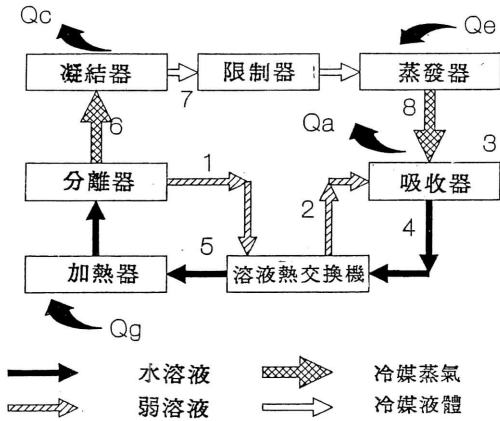 Qc
Qe
凝結器
限制器
蒸發器
7
6
8
Qa
3
分離器
1
吸收器
2
4
5
加熱器
溶液熱交換機
Qg
水溶液
冷媒蒸氣
弱溶液
冷媒液體